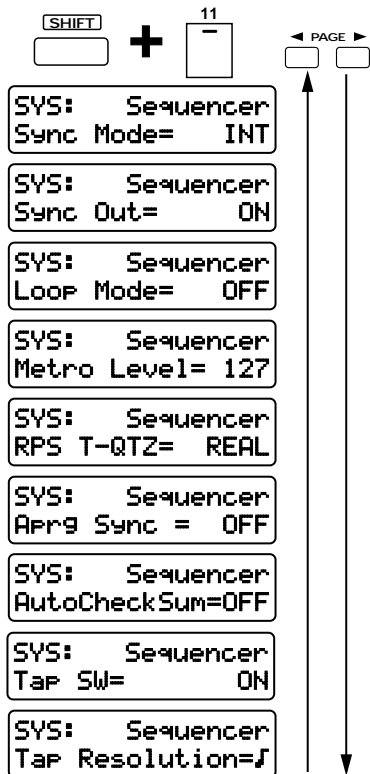 SHIFT
+
11
◄ PAGE ►
SYS: Sequencer
Sync Mode= INT
SYS: Sequencer
Sync Out= ON
SYS: Sequencer
Loop Mode= OFF
SYS: Sequencer
Metro Level= 127
SYS: Sequencer
RPS T-QTZ= REAL
SYS: Sequencer
Aprg Sync = OFF
SYS: Sequencer
AutoCheckSum=OFF
SYS: Sequencer
Tap SW= ON
SYS: Sequencer
Tap Resolution=♪